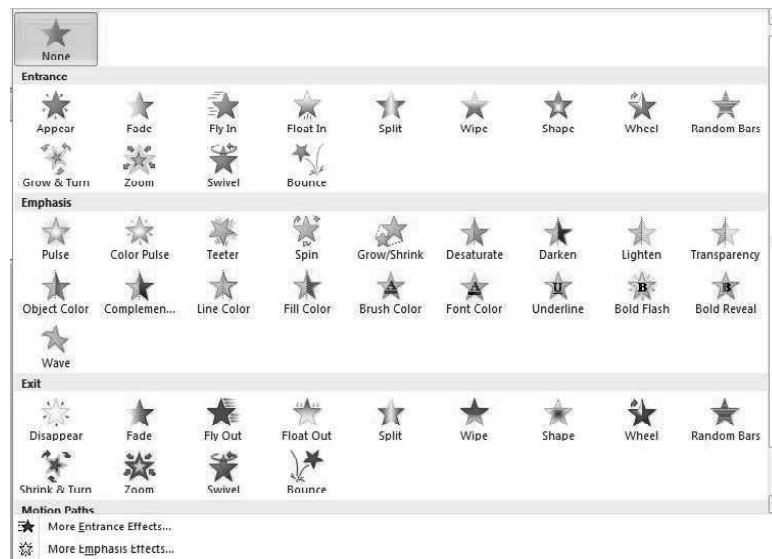 None
Entrance
Appear Fade Fly In Float In Split Wipe Shape Wheel Random Bars
Grow & Turn Zoom Swivel Bounce
Emphasis
Pulse Color Pulse Teeter Spin Grow/Shrink Desaturate Darken Lighten Transparency
Object Color Complemen... Line Color Fill Color Brush Color Font Color Underline Bold Flash Bold Reveal
Wave
Exit
Disappear Fade Fly Out Float Out Split Wipe Shape Wheel Random Bars
Shrink & Turn Zoom Swivel Bounce
Motion Paths
More Entrance Effects...
More Emphasis Effects...